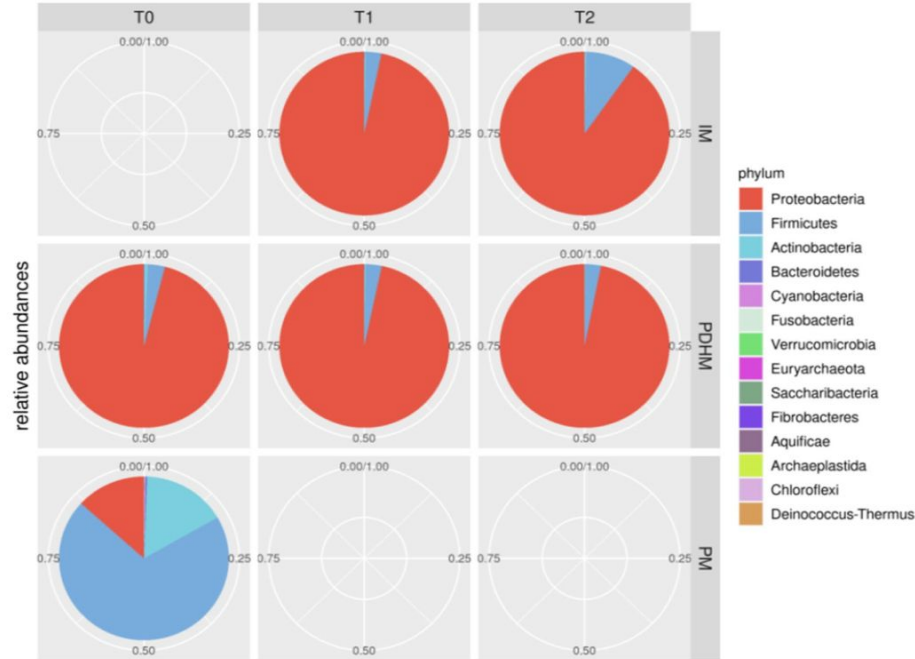 T0 T1 T2
0.00/1.00 0.00/1.00 0.00/1.00
0.75 0.25 0.75 0.25 0.75 0.25
0.50 0.50 0.50
IM
0.00/1.00 0.00/1.00 0.00/1.00
0.75 0.25 0.75 0.25 0.75 0.25
0.50 0.50 0.50
PDHM
0.00/1.00 0.00/1.00 0.00/1.00
0.75 0.25 0.75 0.25 0.75 0.25
0.50 0.50 0.50
PM
relative abundances
phylum
Proteobacteria
Firmicutes
Actinobacteria
Bacteroidetes
Cyanobacteria
Fusobacteria
Verrucomicrobia
Euryarchaeota
Saccharibacteria
Fibrobacteres
Aquificae
Archaeplastida
Chloroflexi
Deinococcus-Thermus